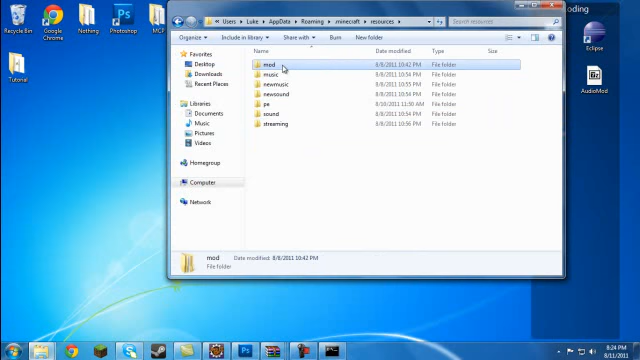 Recycle Bin
Google Chrome
Nothing
Photoshop
MCP
Tutorial
oding
Eclipse
AudioMod
Users
Luke
AppData
Roaming
.minecraft
resources
Search resources
Organize
Include in library
Share with
Burn
New folder
Name
Date modified
Type
Size
Favorites
Desktop
Downloads
Recent Places
Libraries
Documents
Music
Pictures
Videos
Homegroup
Computer
Network
mod 8/8/2011 10:42 PM File folder
music 8/8/2011 10:54 PM File folder
newmusic 8/8/2011 10:55 PM File folder
newsound 8/8/2011 10:54 PM File folder
pe 8/10/2011 11:50 AM File folder
sound 8/8/2011 10:54 PM File folder
streaming 8/8/2011 10:56 PM File folder
mod Date modified: 8/8/2011 10:42 PM
File folder
8:24 PM
8/11/2011